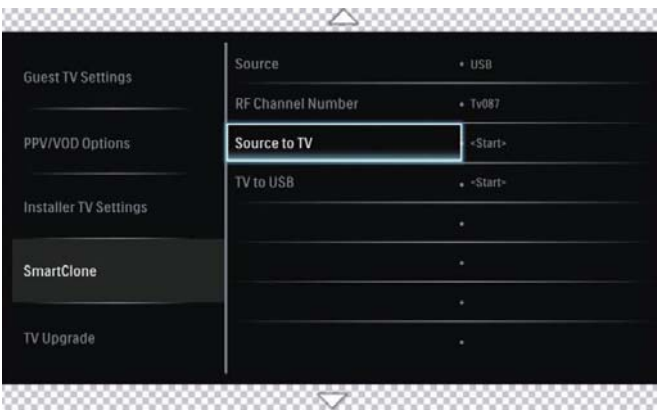 Guest TV Settings
PPV/VOD Options
Installer TV Settings
SmartClone
TV Upgrade
Source • USB
RF Channel Number • Tv087
Source to TV • <Start>
TV to USB • <Start>
•
•
•
•